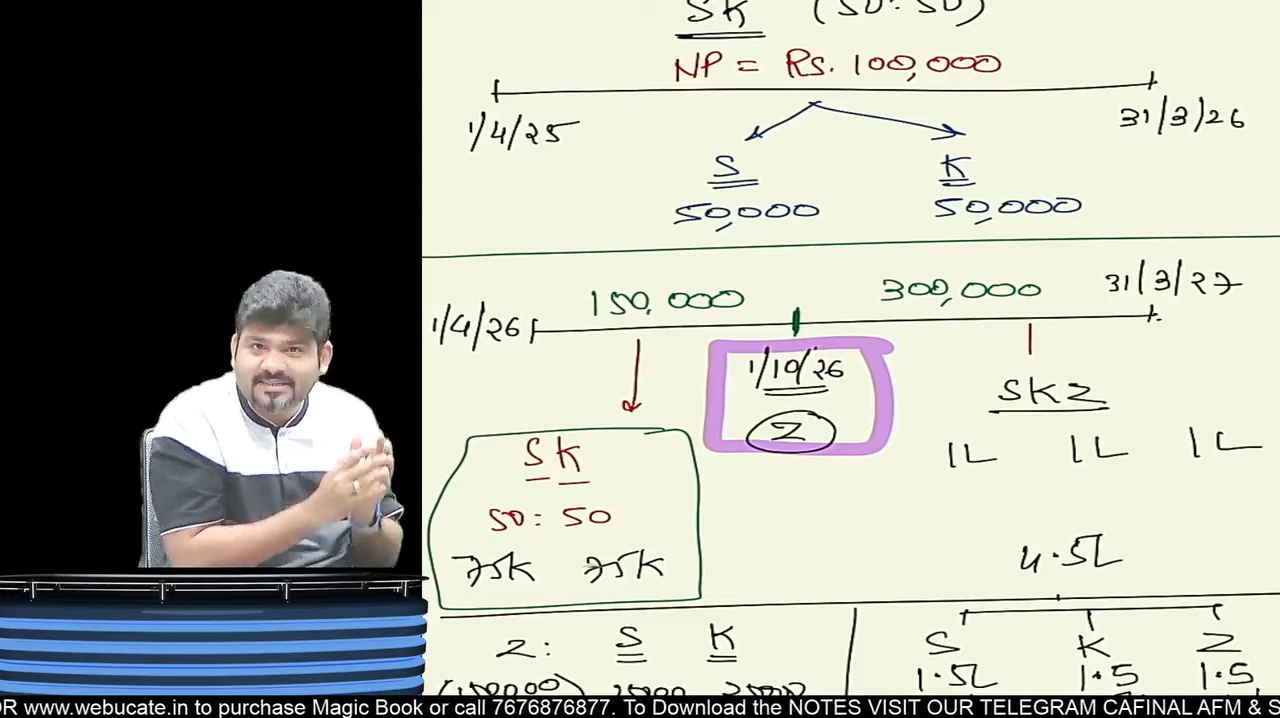 SK (50:50)
NP = Rs. 100,000
1/4/25 31/3/26
S K
50,000 50,000
150,000 300,000 31/3/27
1/4/26
1/10/26
Z
SKZ
1L 1L 1L
SK
50:50
75K 75K
4.5L
Z: S K
S K Z
1.5L 1.5 1.5
OR www.webucate.in to purchase Magic Book or call 7676876877. To Download the NOTES VISIT OUR TELEGRAM CAFINAL AFM & S